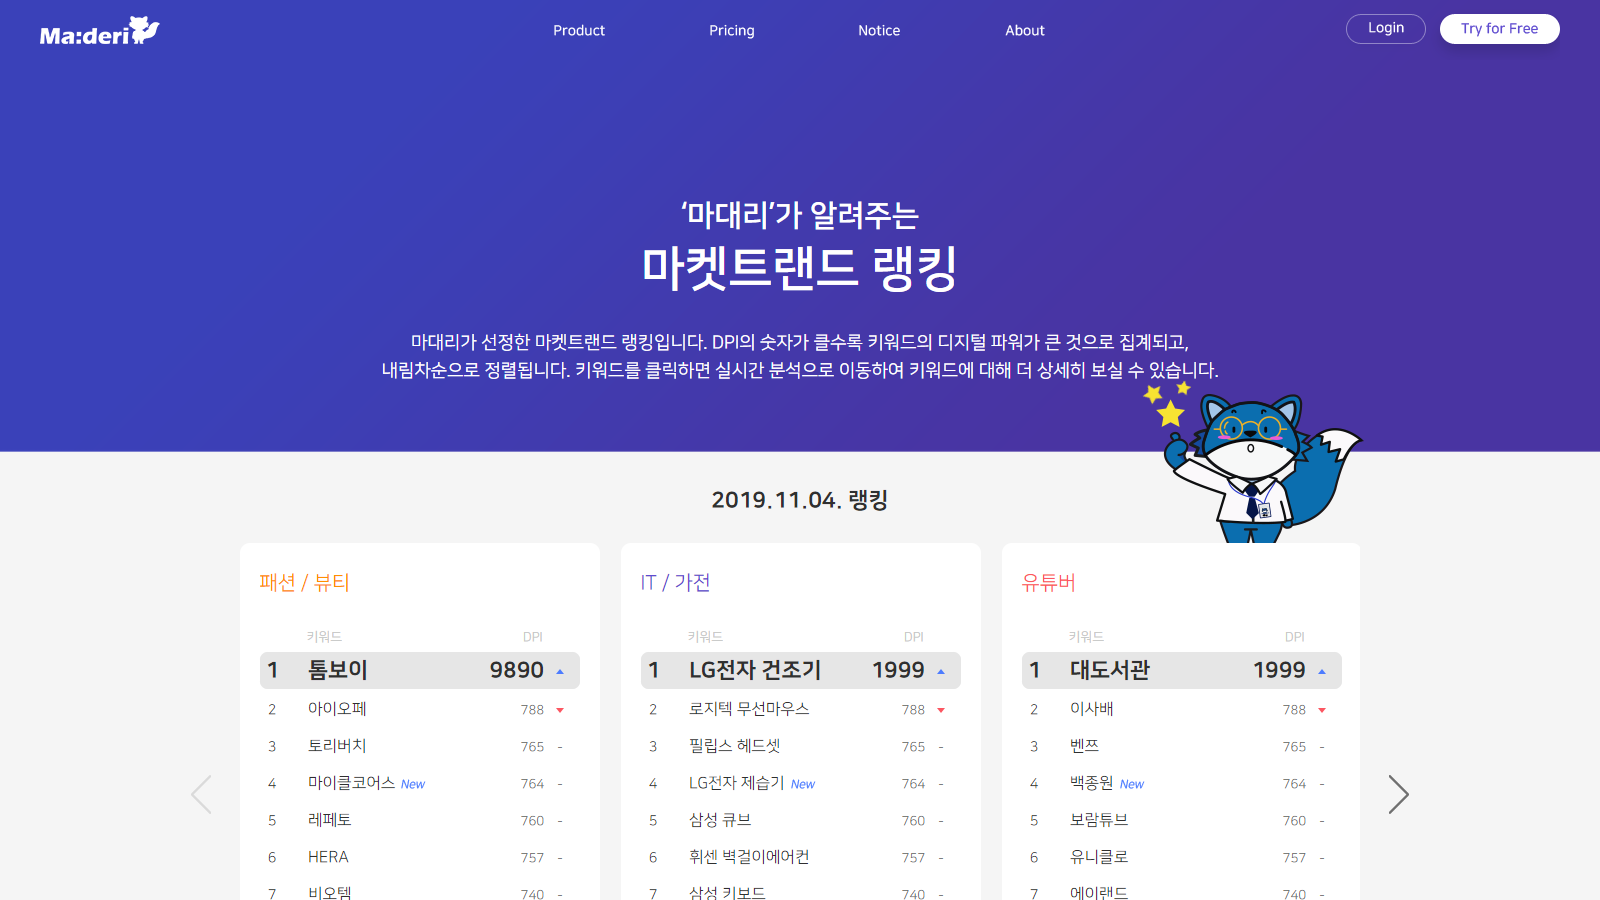 Ma:deri
Product
Pricing
Notice
About
Login
Try for Free
‘마대리’가 알려주는
마켓트랜드 랭킹
마대리가 선정한 마켓트랜드 랭킹입니다. DPI의 숫자가 클수록 키워드의 디지털 파워가 큰 것으로 집계되고,
내림차순으로 정렬됩니다. 키워드를 클릭하면 실시간 분석으로 이동하여 키워드에 대해 더 상세히 보실 수 있습니다.
2019.11.04. 랭킹
패션 / 뷰티
키워드 DPI
1 톰보이 9890
2 아이오페 788
3 토리버치 765 -
4 마이클코어스 New 764 -
5 레페토 760 -
6 HERA 757 -
7 비오템 740 -
IT / 가전
키워드 DPI
1 LG전자 건조기 1999
2 로지텍 무선마우스 788
3 필립스 헤드셋 765 -
4 LG전자 제습기 New 764 -
5 삼성 큐브 760 -
6 휘센 벽걸이에어컨 757 -
7 삼성 키보드 740 -
유튜버
키워드 DPI
1 대도서관 1999
2 이사배 788
3 벤쯔 765 -
4 백종원 New 764 -
5 보람튜브 760 -
6 유니클로 757 -
7 에이랜드 740 -